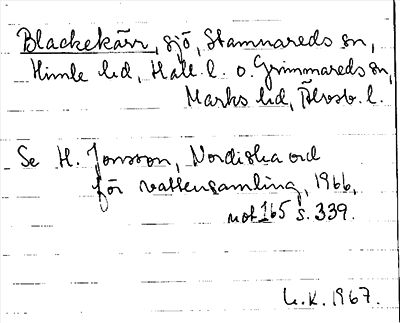 Blackekärr, sjö, Stamnareds sn,
Himle hd, Hall. l. o. Grimmareds sn,
Marks hd, Älvsb. l.
Se H. Jonsson, Nordiska ord
för vattensamling, 1966,
not 165 s. 339.
U.K. 1967.